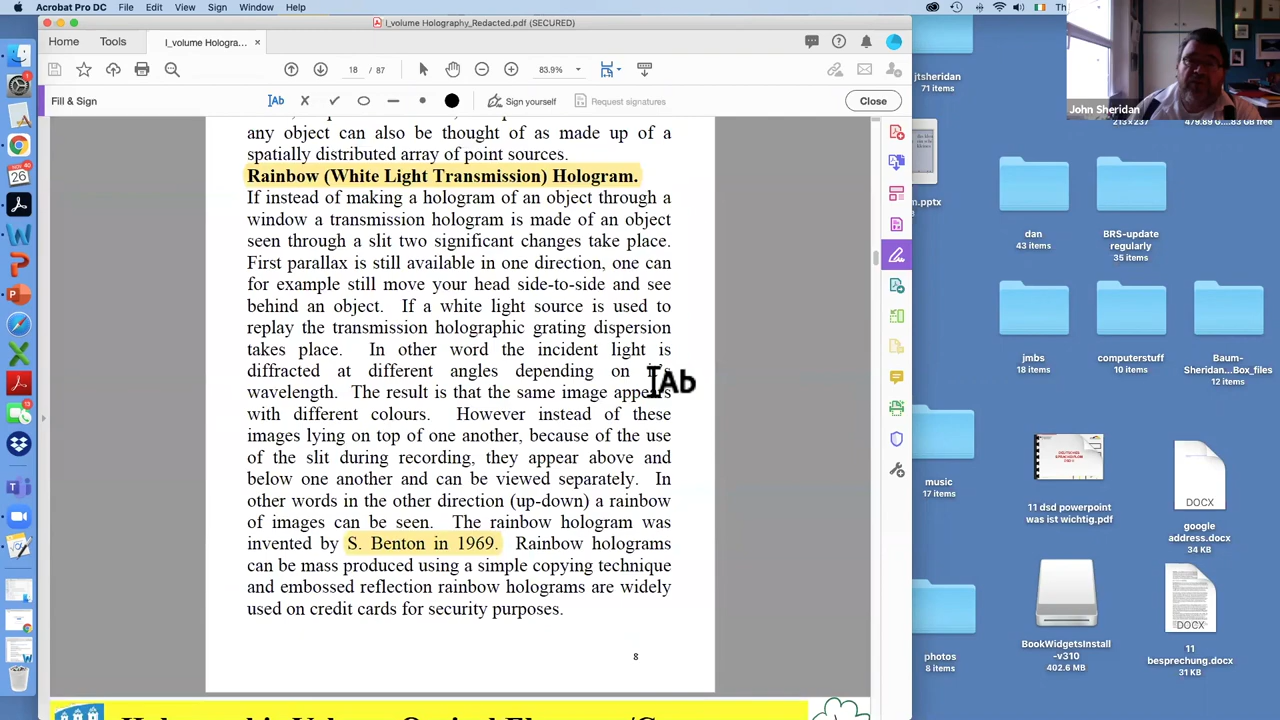 Acrobat Pro DC File Edit View Sign Window Help
I_volume Holography_Redacted.pdf (SECURED)
Home Tools I_volume Hologra... ×
18 / 87 83.9%
Fill & Sign Ab Sign yourself Request signatures Close
any object can also be thought of as made up of a
spatially distributed array of point sources.
Rainbow (White Light Transmission) Hologram.
If instead of making a hologram of an object through a
window a transmission hologram is made of an object
seen through a slit two significant changes take place.
First parallax is still available in one direction, one can
for example still move your head side-to-side and see
behind an object. If a white light source is used to
replay the transmission holographic grating dispersion
takes place. In other word the incident light is
diffracted at different angles depending on it's
wavelength. The result is that the same image appears
with different colours. However instead of these
images lying on top of one another, because of the use
of the slit during recording, they appear above and
below one another and can be viewed separately. In
other words in the other direction (up-down) a rainbow
of images can be seen. The rainbow hologram was
invented by S. Benton in 1969. Rainbow holograms
can be mass produced using a simple copying technique
and embossed reflection rainbow holograms are widely
used on credit cards for security purposes.
8
Ab
John Sheridan
jtsheridan
71 items
213×237
83 GB free
m.pptx
dan
43 items
BRS-update
regularly
35 items
jmbs
18 items
computerstuff
10 items
Baum-
Sheridan...Box_files
12 items
music
17 items
11 dsd powerpoint
was ist wichtig.pdf
DOCX
google
address.docx
34 KB
photos
8 items
BookWidgetsInstall
-v310
402.6 MB
DOCX
11
besprechung.docx
31 KB